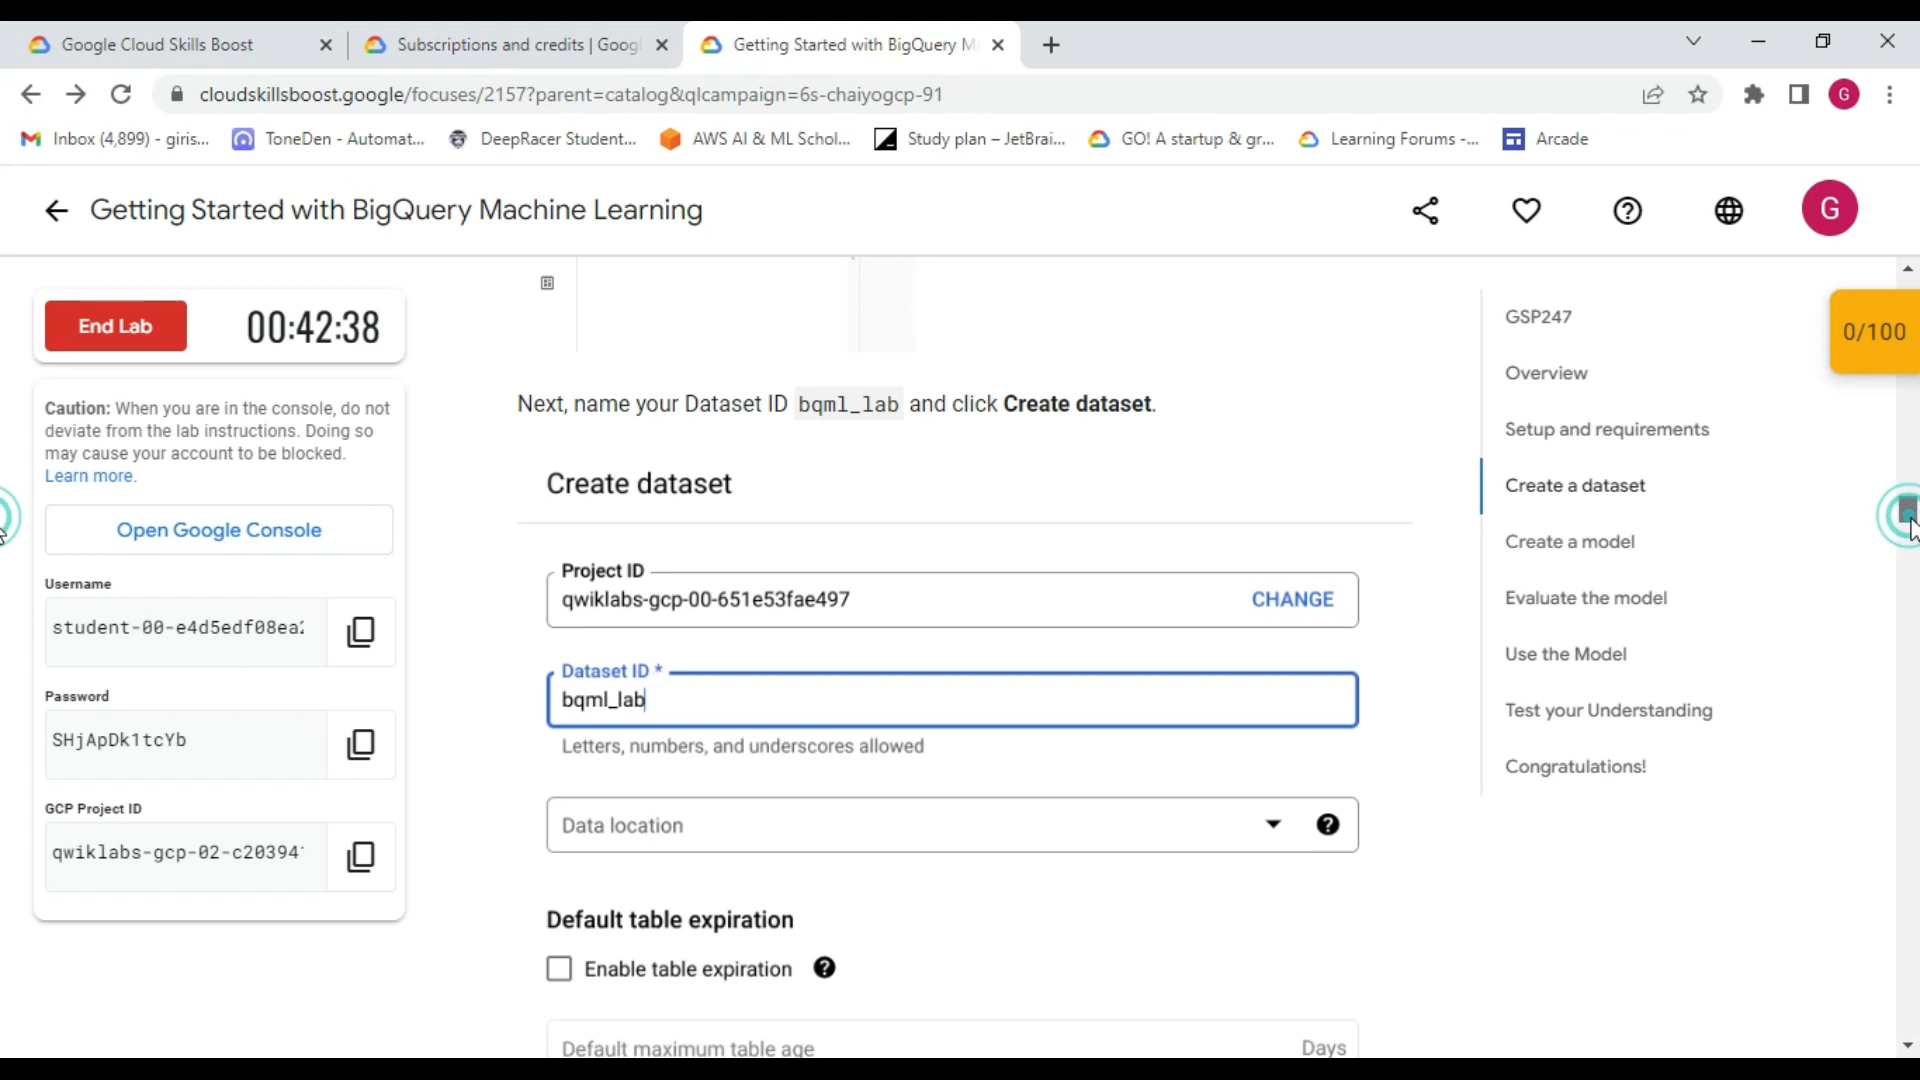 Google Cloud Skills Boost
Subscriptions and credits | Goog
Getting Started with BigQuery M
cloudskillsboost.google/focuses/2157?parent=catalog&qlcampaign=6s-chaiyogcp-91
G
Inbox (4,899) - giris...
ToneDen - Automat...
DeepRacer Student...
AWS AI & ML Schol...
Study plan – JetBrai...
GO! A startup & gr...
Learning Forums -...
Arcade
Getting Started with BigQuery Machine Learning
G
End Lab
00:42:38
Caution: When you are in the console, do not
deviate from the lab instructions. Doing so
may cause your account to be blocked.
Learn more.
Open Google Console
Username
student-00-e4d5edf08ea
Password
SHjApDk1tcYb
GCP Project ID
qwiklabs-gcp-02-c20394
Next, name your Dataset ID bqml_lab and click Create dataset.
Create dataset
Project ID
qwiklabs-gcp-00-651e53fae497
CHANGE
Dataset ID *
bqml_lab
Letters, numbers, and underscores allowed
Data location
Default table expiration
Enable table expiration
Default maximum table age
Days
GSP247
Overview
Setup and requirements
Create a dataset
Create a model
Evaluate the model
Use the Model
Test your Understanding
Congratulations!
0/100